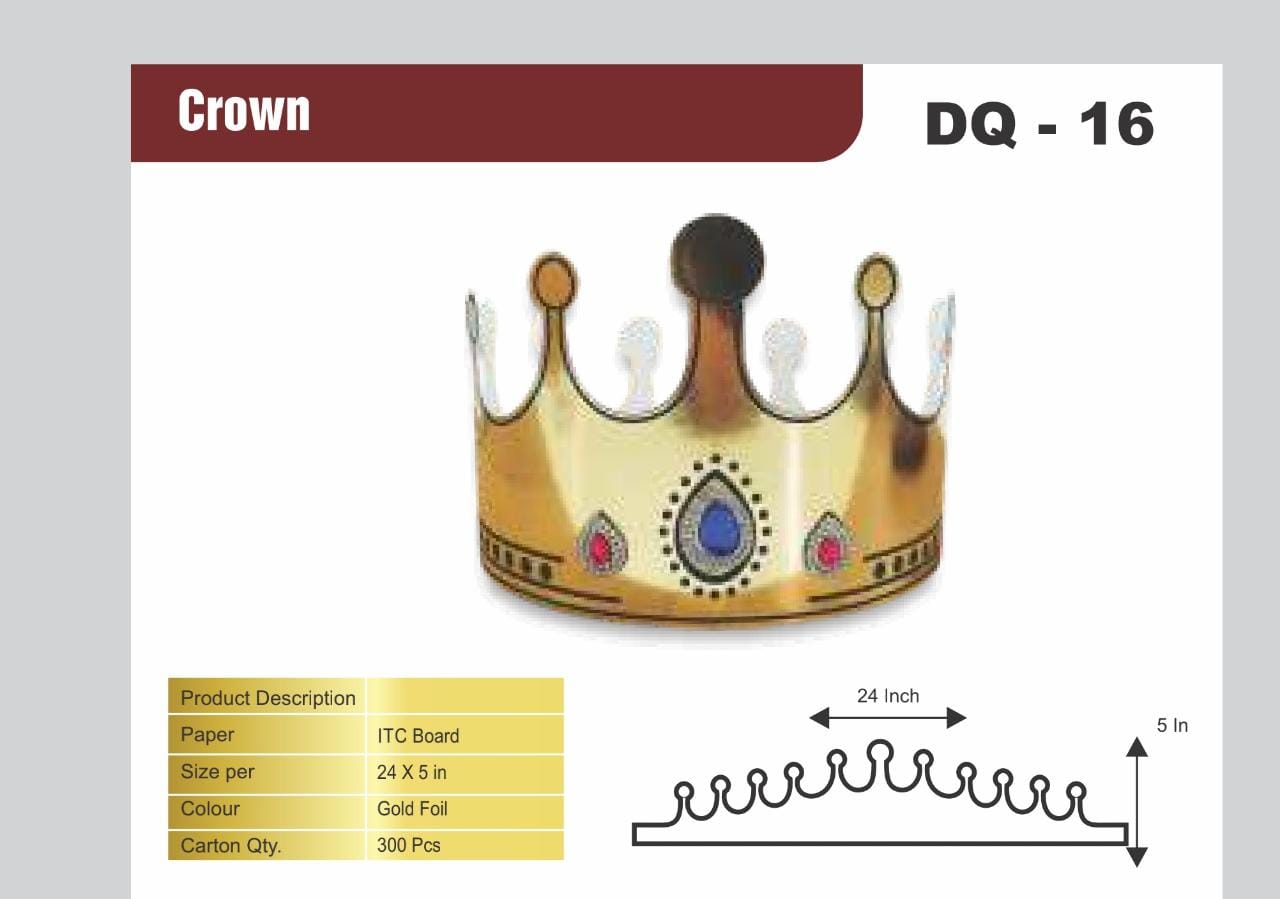 Crown
DQ - 16
Product Description
Paper ITC Board
Size per 24 X 5 in
Colour Gold Foil
Carton Qty. 300 Pcs
24 Inch
5 In